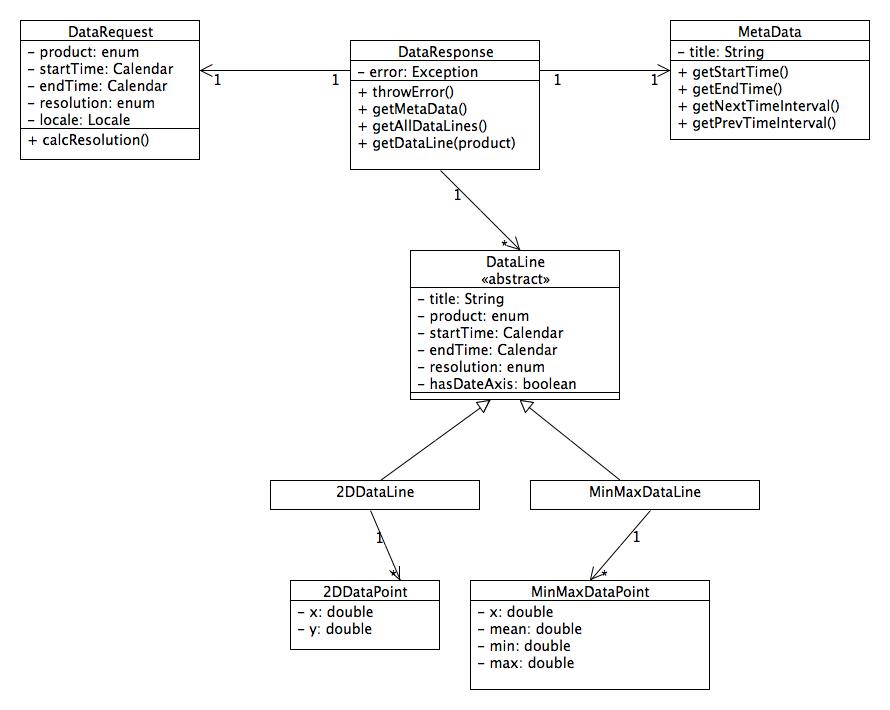 DataRequest
– product: enum
– startTime: Calendar
– endTime: Calendar
– resolution: enum
– locale: Locale
+ calcResolution()
1
1
DataResponse
– error: Exception
+ throwError()
+ getMetaData()
+ getAllDataLines()
+ getDataLine(product)
1
1
MetaData
– title: String
+ getStartTime()
+ getEndTime()
+ getNextTimeInterval()
+ getPrevTimeInterval()
1
*
DataLine
«abstract»
– title: String
– product: enum
– startTime: Calendar
– endTime: Calendar
– resolution: enum
– hasDateAxis: boolean
2DDataLine
MinMaxDataLine
1
*
1
*
2DDataPoint
– x: double
– y: double
MinMaxDataPoint
– x: double
– mean: double
– min: double
– max: double